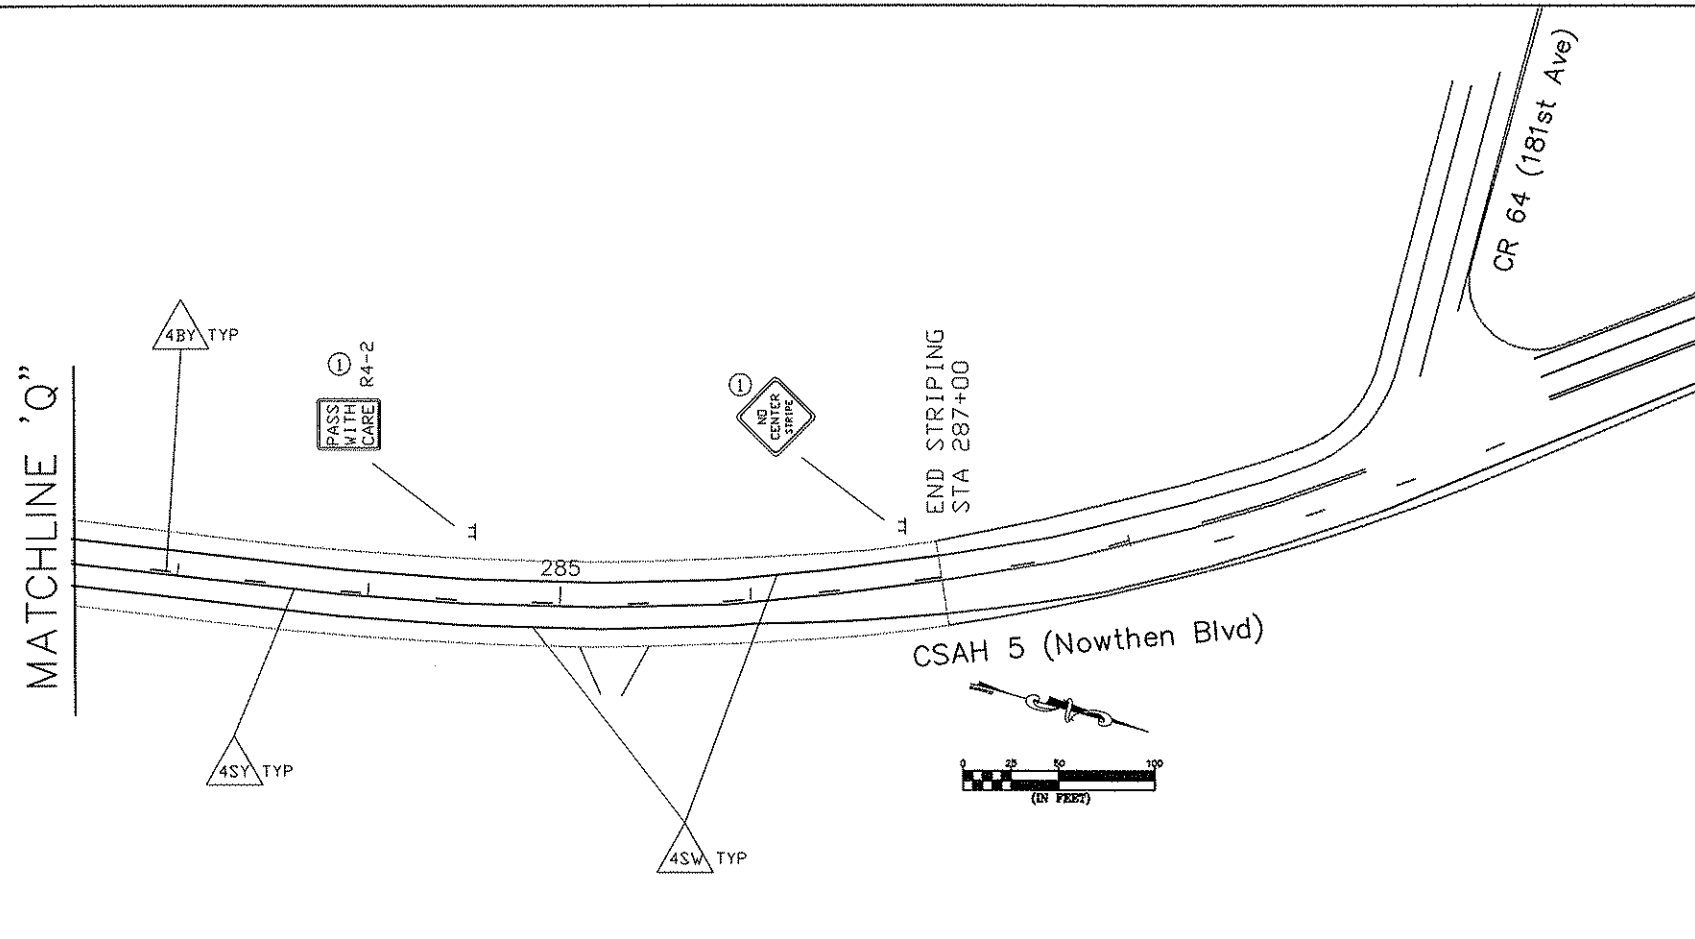 MATCHLINE 'Q"
4BY TYP
1
R4-2
PASS
WITH
CARE
1
NO
CENTER
STRIPE
END STRIPING
STA 287+00
CR 64 (181st Ave)
285
CSAH 5 (Nowthen Blvd)
4SY TYP
4SW TYP
0 25 50 100
(IN FEET)